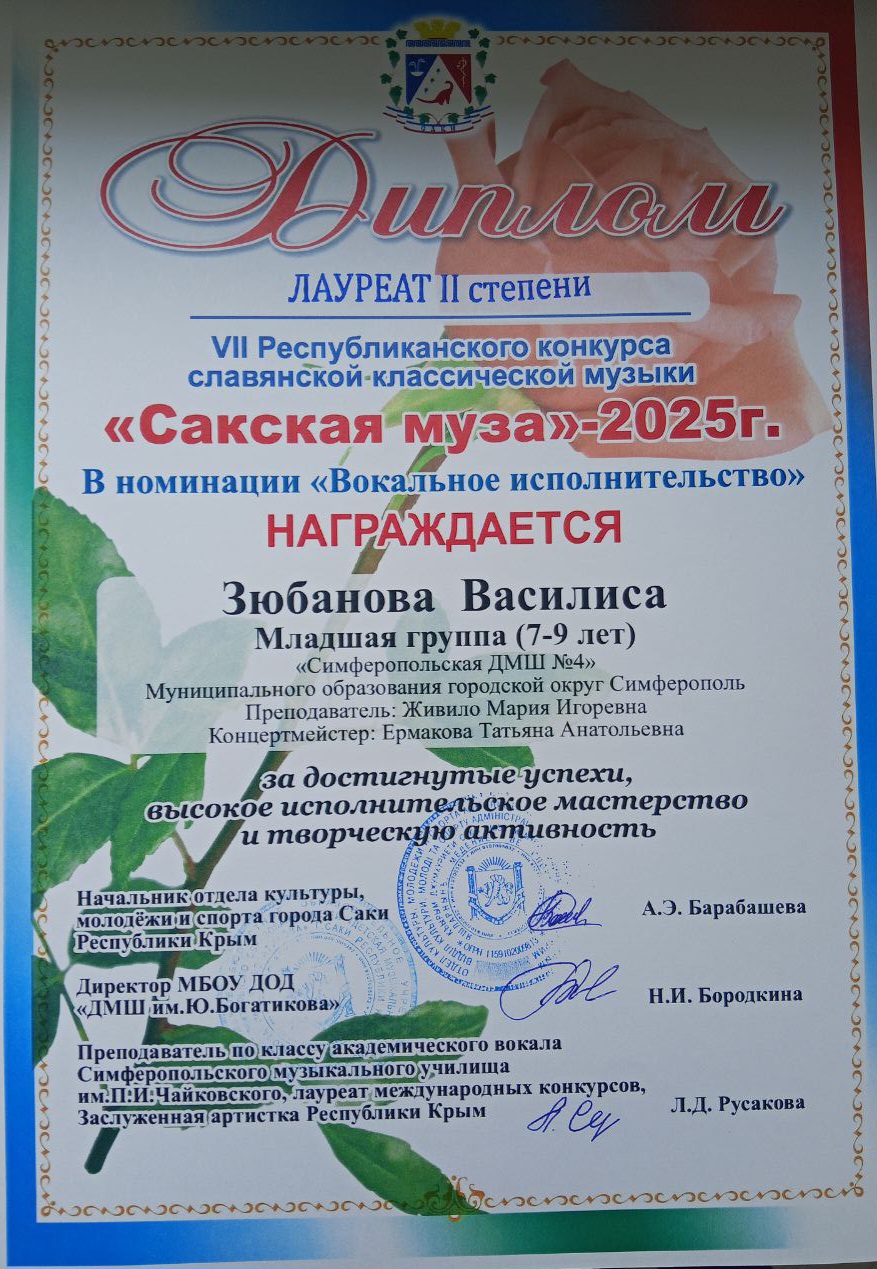 САКИ
Диплом
ЛАУРЕАТ II степени
VII Республиканского конкурса
славянской классической музыки
«Сакская муза»-2025г.
В номинации «Вокальное исполнительство»
НАГРАЖДАЕТСЯ
Зюбанова Василиса
Младшая группа (7-9 лет)
«Симферопольская ДМШ №4»
Муниципального образования городской округ Симферополь
Преподаватель: Живило Мария Игоревна
Концертмейстер: Ермакова Татьяна Анатольевна
за достигнутые успехи,
высокое исполнительское мастерство
и творческую активность
Начальник отдела культуры,
молодёжи и спорта города Саки
Республики Крым
А.Э. Барабашева
Директор МБОУ ДОД
«ДМШ им.Ю.Богатикова»
Н.И. Бородкина
Преподаватель по классу академического вокала
Симферопольского музыкального училища
им.П.И.Чайковского, лауреат международных конкурсов,
Заслуженная артистка Республики Крым
Л.Д. Русакова